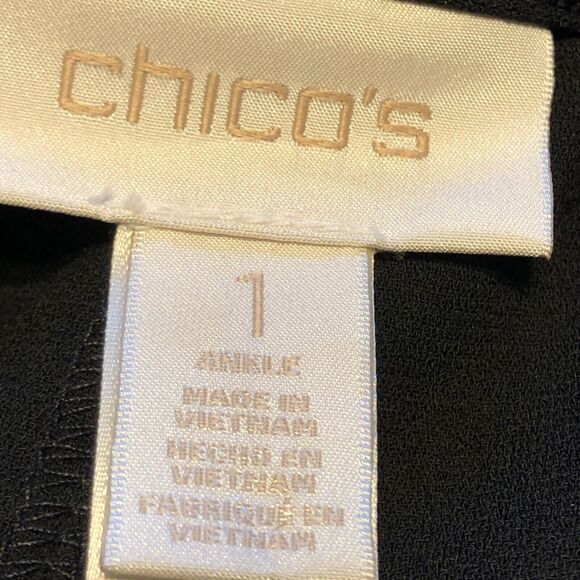 chico's
1
ANKLE
MADE IN
VIETNAM
HECHO EN
VIETNAM
FABRIQUÉ EN
VIETNAM